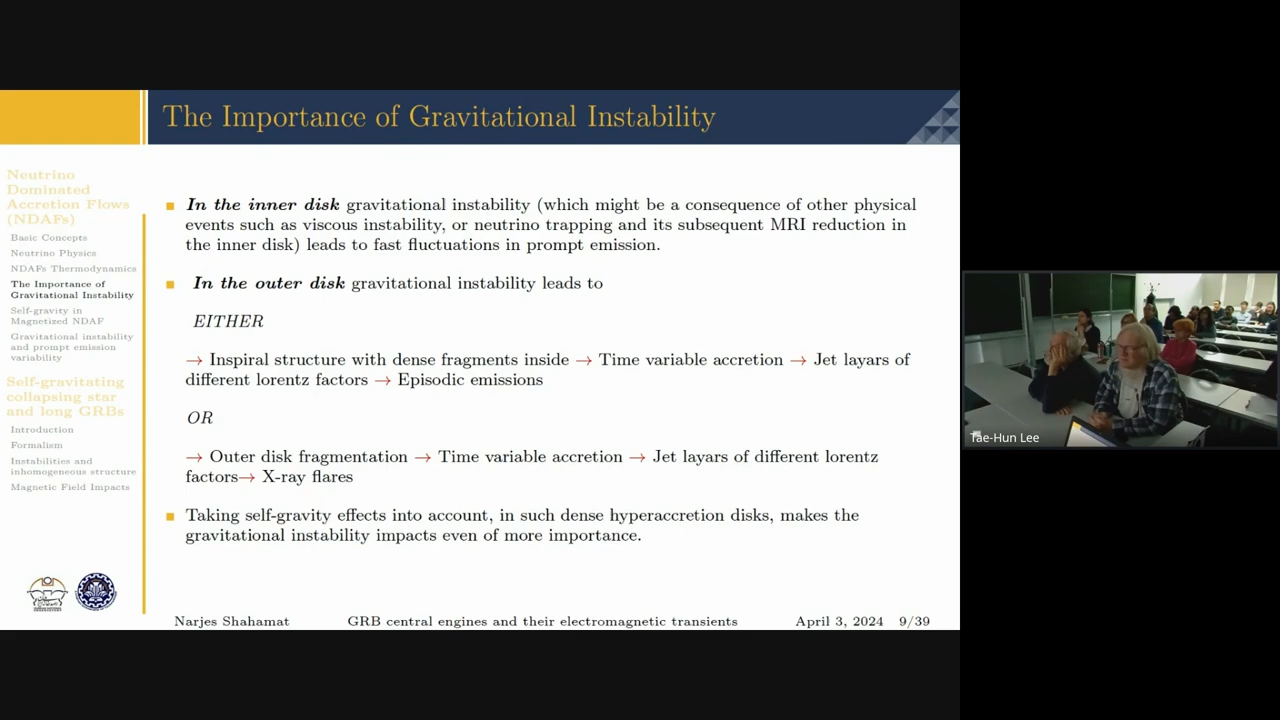 The Importance of Gravitational Instability
Neutrino
Dominated
Accretion Flows
(NDAFs)
Basic Concepts
Neutrino Physics
NDAFs Thermodynamics
The Importance of
Gravitational Instability
Self-gravity in
Magnetized NDAF
Gravitational instability
and prompt emission
variability
Self-gravitating
collapsing star
and long GRBs
Introduction
Formalism
Instabilities and
inhomogeneous structure
Magnetic Field Impacts
In the inner disk gravitational instability (which might be a consequence of other physical
events such as viscous instability, or neutrino trapping and its subsequent MRI reduction in
the inner disk) leads to fast fluctuations in prompt emission.
In the outer disk gravitational instability leads to
EITHER
→ Inspiral structure with dense fragments inside → Time variable accretion → Jet layars of
different lorentz factors → Episodic emissions
OR
→ Outer disk fragmentation → Time variable accretion → Jet layars of different lorentz
factors→ X-ray flares
Taking self-gravity effects into account, in such dense hyperaccretion disks, makes the
gravitational instability impacts even of more importance.
Narjes Shahamat GRB central engines and their electromagnetic transients April 3, 2024 9/39
Tae-Hun Lee